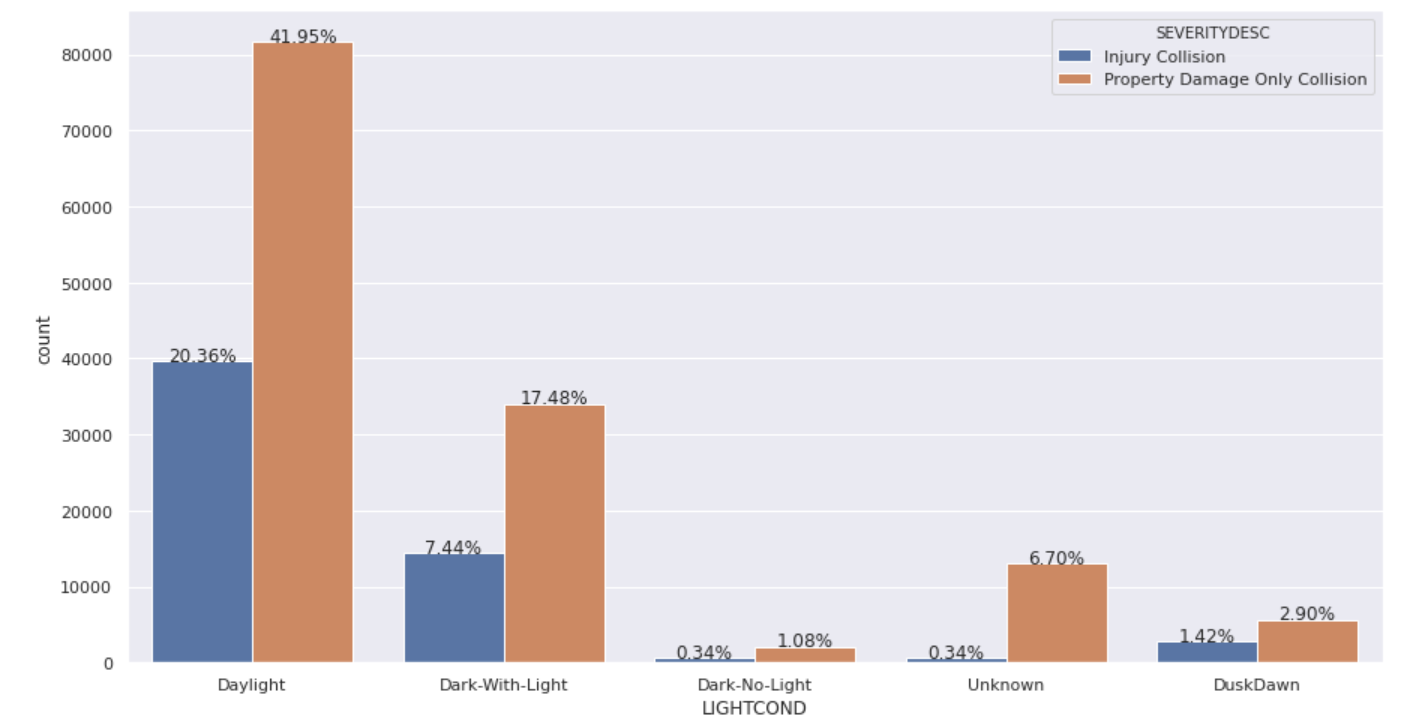 SEVERITYDESC
Injury Collision
Property Damage Only Collision
count
80000
70000
60000
50000
40000
30000
20000
10000
0
41.95%
20.36%
17.48%
7.44%
0.34%
1.08%
0.34%
6.70%
1.42%
2.90%
Daylight
Dark-With-Light
Dark-No-Light
Unknown
DuskDawn
LIGHTCOND